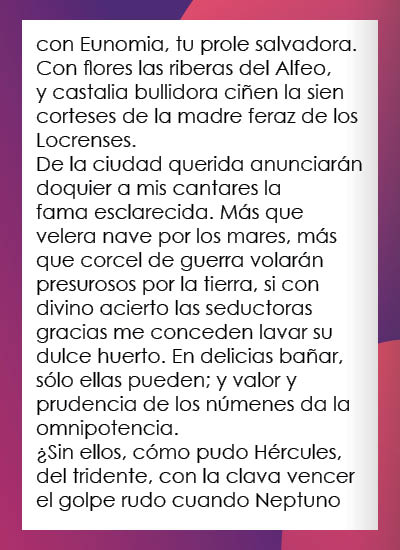 con Eunomia, tu prole salvadora.
Con flores las riberas del Alfeo,
y castalia bullidora ciñen la sien
corteses de la madre feraz de los
Locrenses.
De la ciudad querida anunciarán
doquier a mis cantares la
fama esclarecida. Más que
velera nave por los mares, más
que corcel de guerra volarán
presurosos por la tierra, si con
divino acierto las seductoras
gracias me conceden lavar su
dulce huerto. En delicias bañar,
sólo ellas pueden; y valor y
prudencia de los númenes da la
omnipotencia.
¿Sin ellos, cómo pudo Hércules,
del tridente, con la clava vencer
el golpe rudo cuando Neptuno